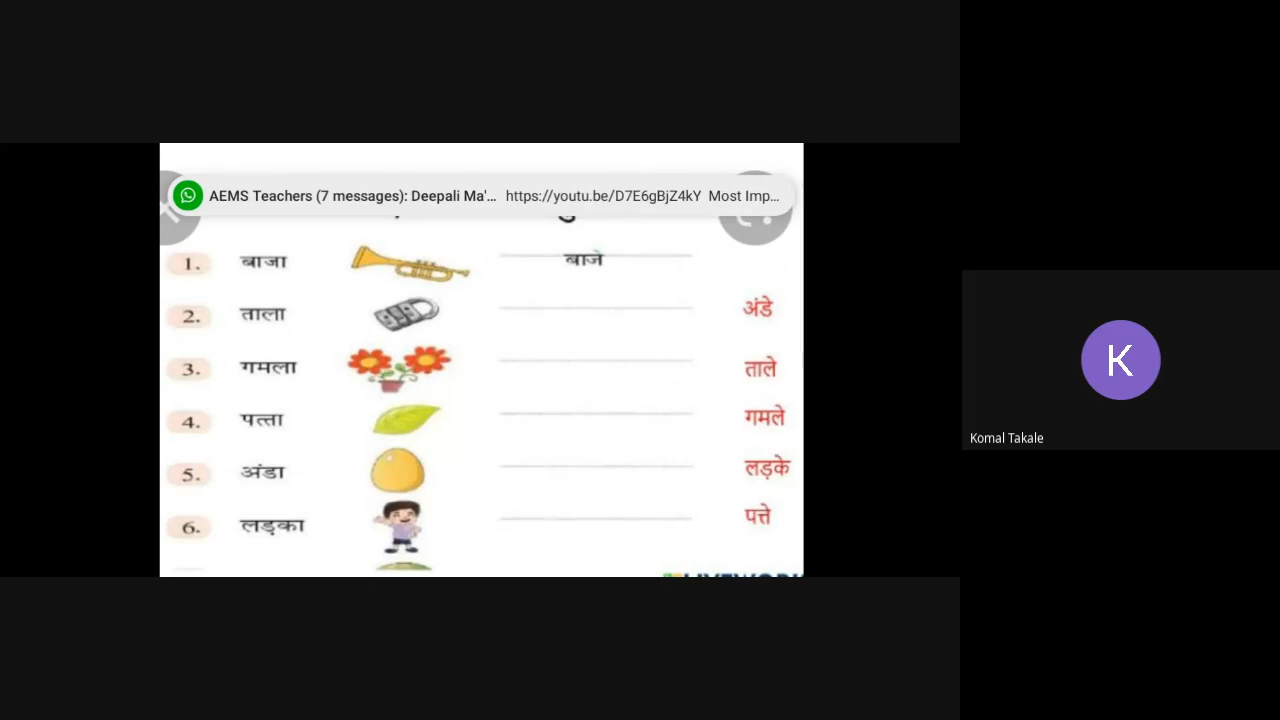 AEMS Teachers (7 messages): Deepali Ma'... https://youtu.be/D7E6gBjZ4kY Most Imp...
1. बाजा बाजे
2. ताला अंडे
3. गमला ताले
4. पत्ता गमले
5. अंडा लड़के
6. लड़का पत्ते
K
Komal Takale